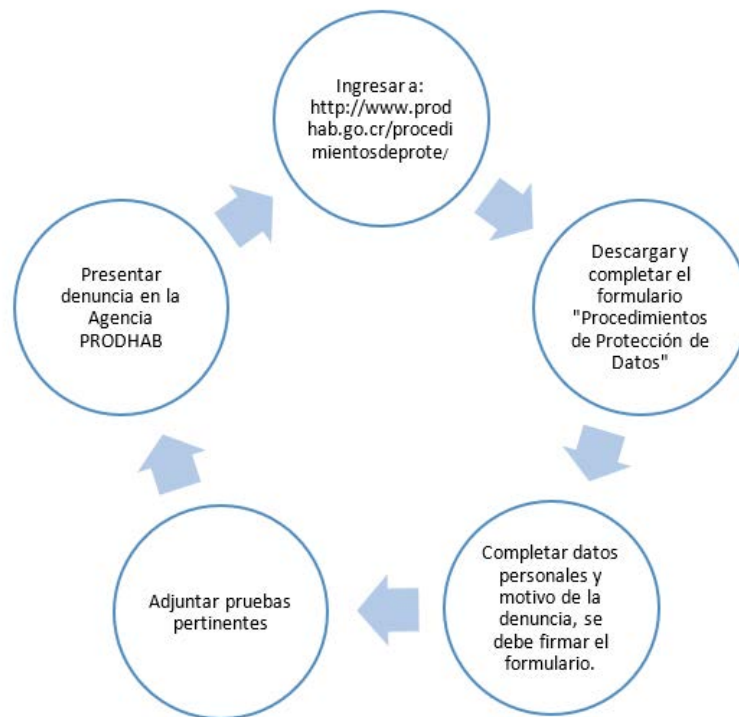 Ingresar a:
http://www.prod
hab.go.cr/procedi
mientosdeprote/
Descargar y
completar el
formulario
"Procedimientos
de Protección de
Datos"
Completar datos
personales y
motivo de la
denuncia, se
debe firmar el
formulario.
Adjuntar pruebas
pertinentes
Presentar
denuncia en la
Agencia
PRODHAB